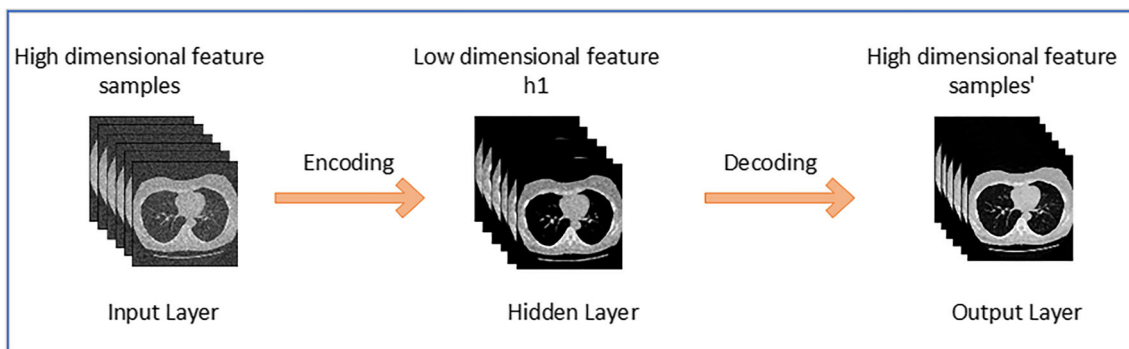 High dimensional feature
samples
Low dimensional feature
h1
High dimensional feature
samples'
Encoding
Decoding
Input Layer
Hidden Layer
Output Layer